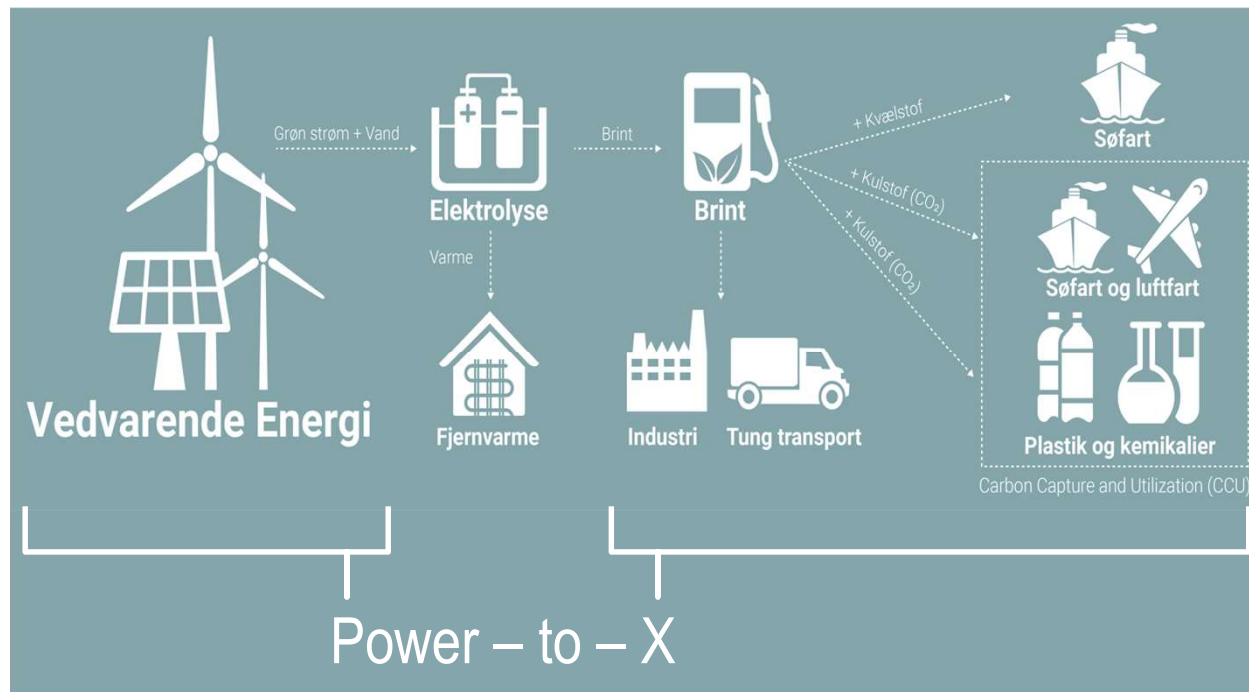 Grøn strøm + Vand
Brint
+ Kvælstof
+ Kulstof (CO₂)
+ Kulstof (CO₂)
Søfart
Elektrolyse
Brint
Varme
Søfart og luftfart
Vedvarende Energi
Fjernvarme
Industri
Tung transport
Plastik og kemikalier
Carbon Capture and Utilization (CCU)
Power – to – X